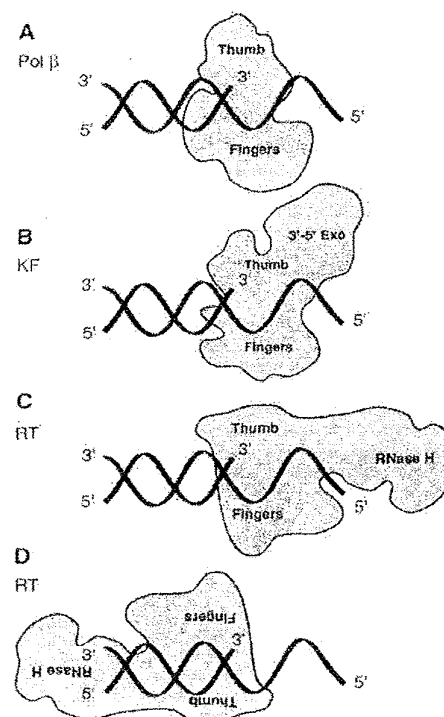 A
Pol β
Thumb
3'
3'
5'
5'
Fingers
B
KF
3'-5' Exo
Thumb
3'
3'
5'
5'
Fingers
C
RT
Thumb
3'
3'
RNase H
5'
5'
Fingers
D
RT
Fingers
3'
3'
RNase H
5'
5'
Thumb